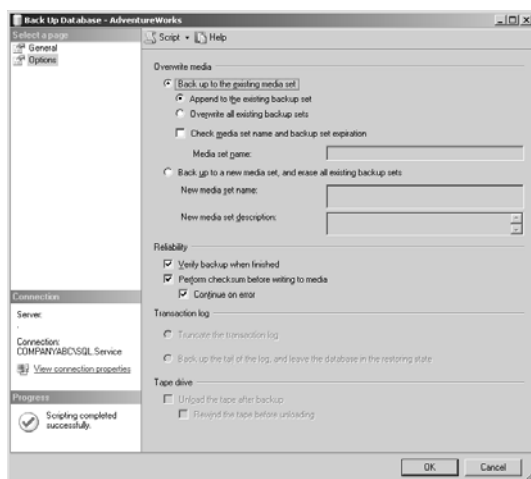 Back Up Database - AdventureWorks
Select a page
General
Options
Script Help
Overwrite media
Back up to the existing media set
Append to the existing backup set
Overwrite all existing backup sets
Check media set name and backup set expiration
Media set name:
Back up to a new media set, and erase all existing backup sets
New media set name:
New media set description:
Reliability
Verify backup when finished
Perform checksum before writing to media
Continue on error
Transaction log
Truncate the transaction log
Back up the tail of the log, and leave the database in the restoring state
Tape drive
Unload the tape after backup
Rewind the tape before unloading
Connection
Server:
.
Connection:
COMPANYABC\SQL.Service
View connection properties
Progress
Scripting completed
successfully.
OK Cancel